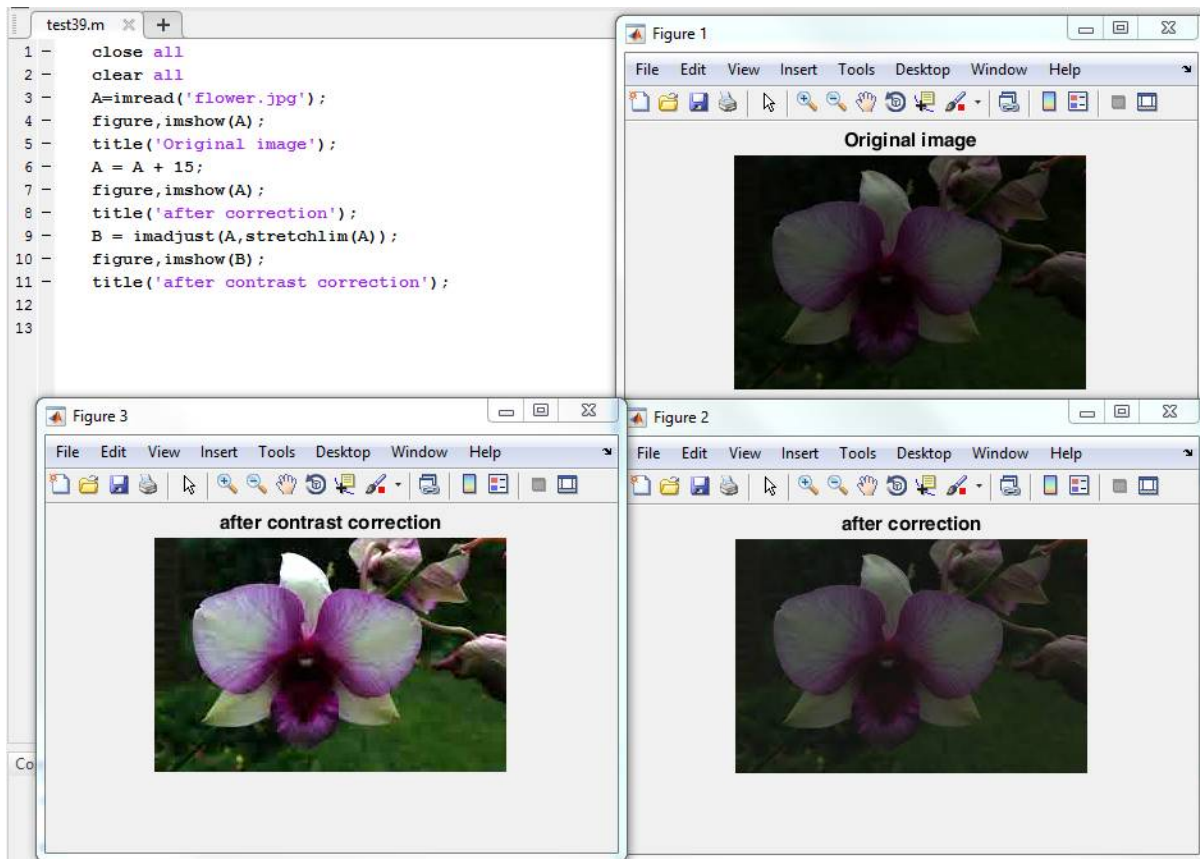 test39.m
1 - close all
2 - clear all
3 - A=imread('flower.jpg');
4 - figure,imshow(A);
5 - title('Original image');
6 - A = A + 15;
7 - figure,imshow(A);
8 - title('after correction');
9 - B = imadjust(A,stretchlim(A));
10 - figure,imshow(B);
11 - title('after contrast correction');
12
13
Figure 1
File Edit View Insert Tools Desktop Window Help
Original image
Figure 3
File Edit View Insert Tools Desktop Window Help
after contrast correction
Figure 2
File Edit View Insert Tools Desktop Window Help
after correction
Co